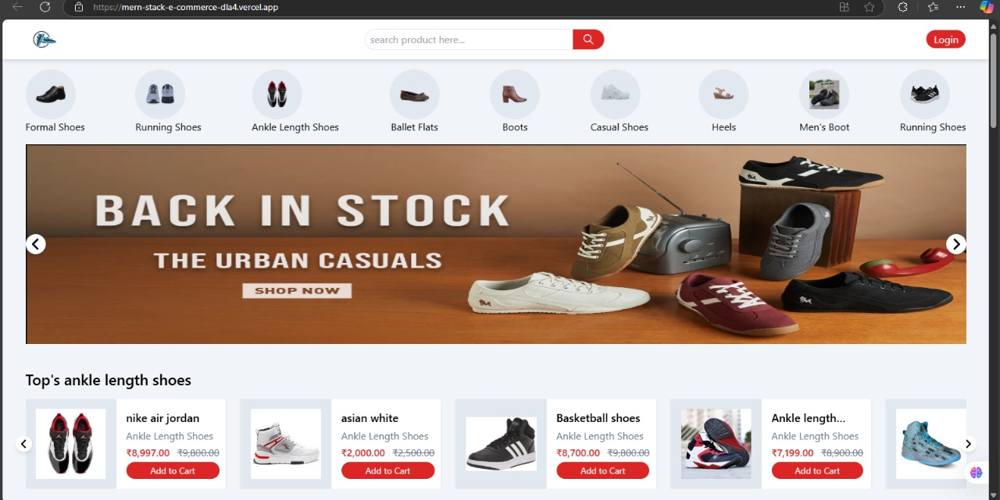 https://mern-stack-e-commerce-dla4.vercel.app
search product here...
Login
Formal Shoes
Running Shoes
Ankle Length Shoes
Ballet Flats
Boots
Casual Shoes
Heels
Men's Boot
Running Shoes
BACK IN STOCK
THE URBAN CASUALS
SHOP NOW
Top's ankle length shoes
nike air jordan
Ankle Length Shoes
₹8,997.00 ₹9,800.00
Add to Cart
asian white
Ankle Length Shoes
₹2,000.00 ₹2,500.00
Add to Cart
Basketball shoes
Ankle Length Shoes
₹8,700.00 ₹9,800.00
Add to Cart
Ankle length...
Ankle Length Shoes
₹7,199.00 ₹8,900.00
Add to Cart